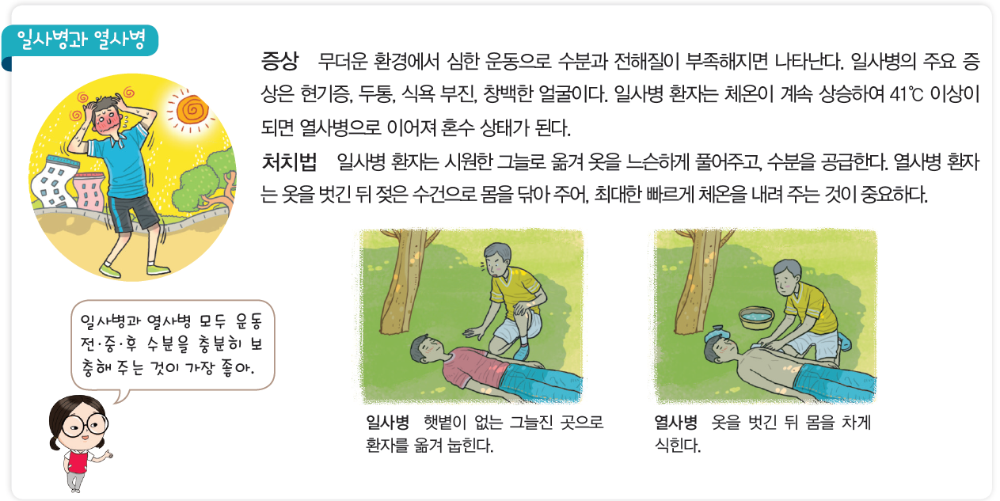 일사병과 열사병
증상 무더운 환경에서 심한 운동으로 수분과 전해질이 부족해지면 나타난다. 일사병의 주요 증
상은 현기증, 두통, 식욕 부진, 창백한 얼굴이다. 일사병 환자는 체온이 계속 상승하여 41℃ 이상이
되면 열사병으로 이어져 혼수 상태가 된다.
처치법 일사병 환자는 시원한 그늘로 옮겨 옷을 느슨하게 풀어주고, 수분을 공급한다. 열사병 환자
는 옷을 벗긴 뒤 젖은 수건으로 몸을 닦아 주어, 최대한 빠르게 체온을 내려 주는 것이 중요하다.
일사병과 열사병 모두 운동
전·중·후 수분을 충분히 보
충해 주는 것이 가장 좋아.
일사병 햇볕이 없는 그늘진 곳으로
환자를 옮겨 눕힌다.
열사병 옷을 벗긴 뒤 몸을 차게
식힌다.